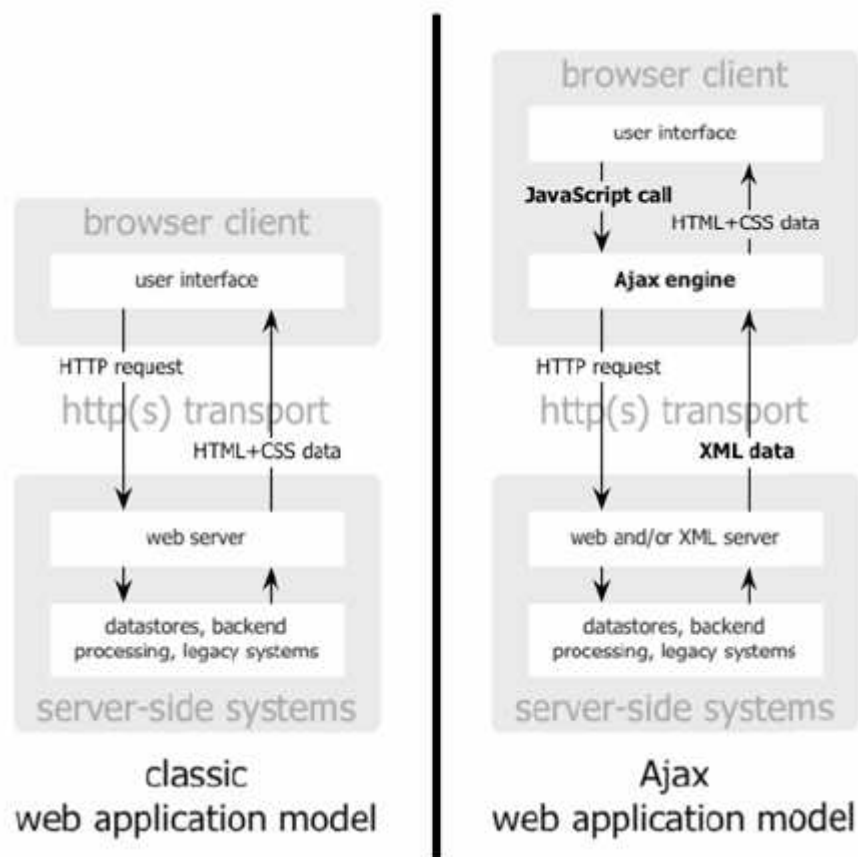 browser client
user interface
HTTP request
http(s) transport
HTML+CSS data
web server
datastores, backend
processing, legacy systems
server-side systems
classic
web application model
browser client
user interface
JavaScript call
HTML+CSS data
Ajax engine
HTTP request
http(s) transport
XML data
web and/or XML server
datastores, backend
processing, legacy systems
server-side systems
Ajax
web application model